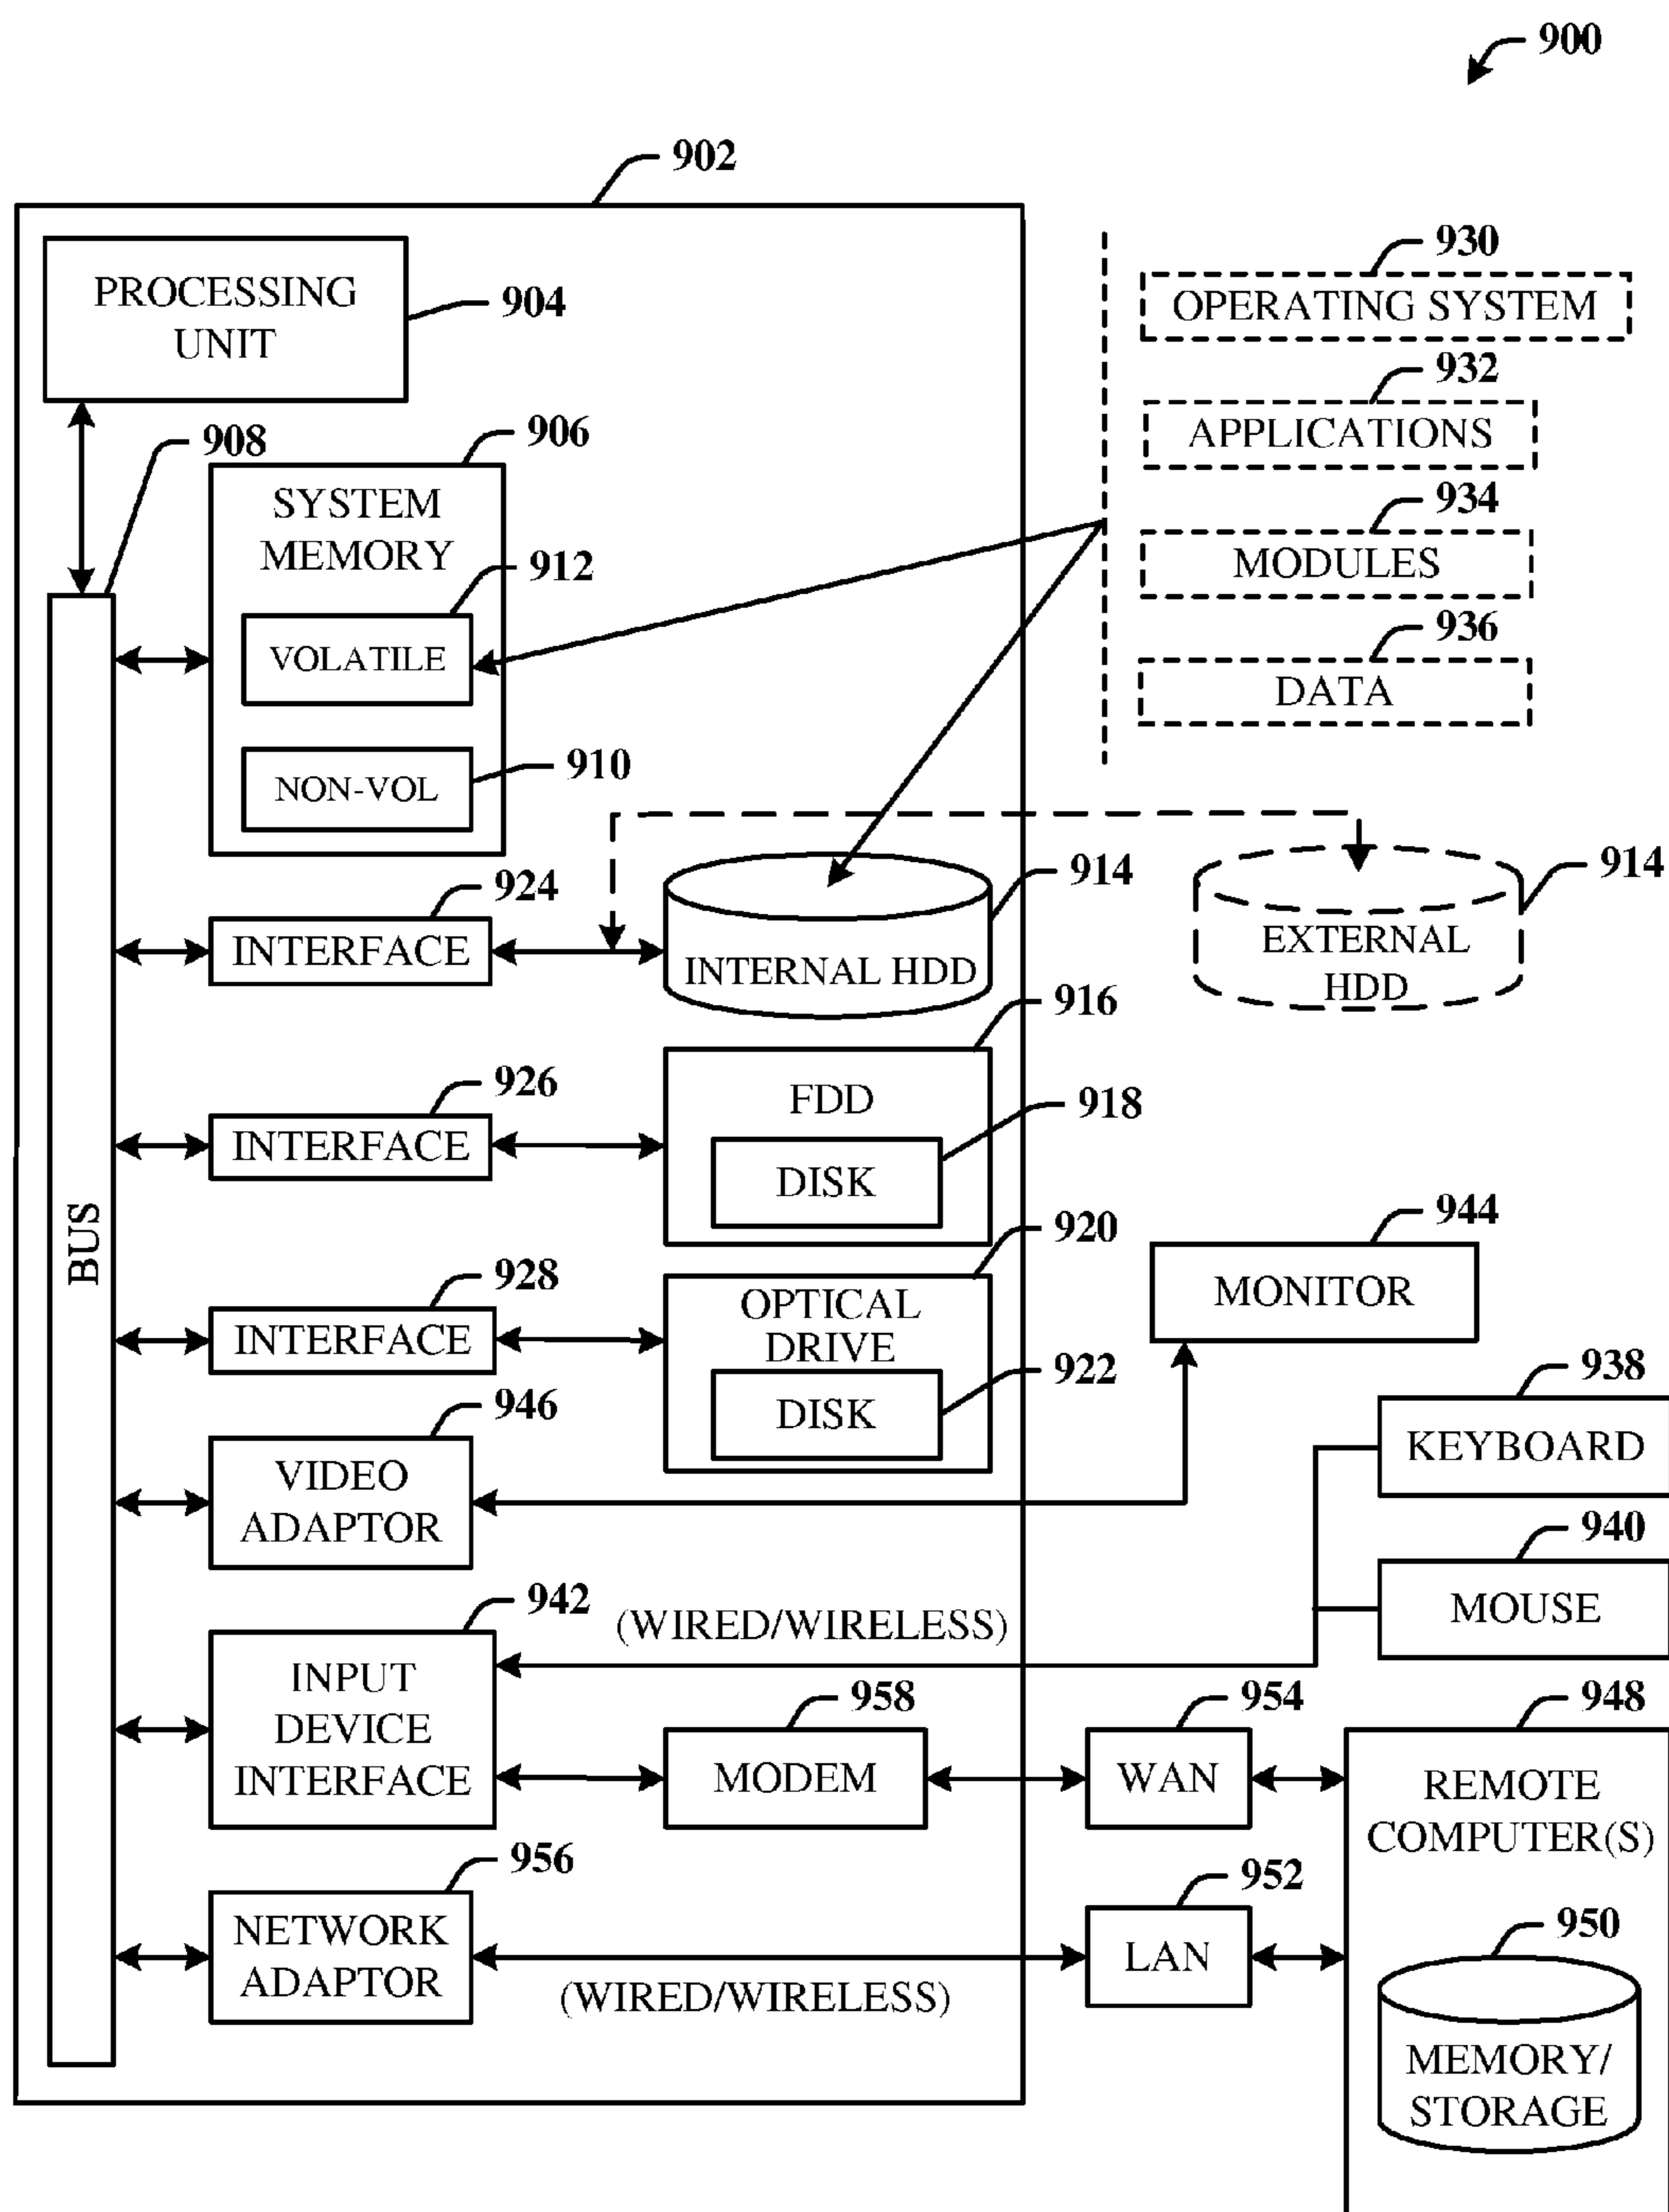 900
902
PROCESSING
UNIT
904
930
OPERATING SYSTEM
932
APPLICATIONS
934
MODULES
936
DATA
908
906
SYSTEM
MEMORY
912
VOLATILE
910
NON-VOL
BUS
924
INTERFACE
914
INTERNAL HDD
914
EXTERNAL
HDD
926
INTERFACE
916
FDD
918
DISK
928
INTERFACE
920
OPTICAL
DRIVE
922
DISK
944
MONITOR
946
VIDEO
ADAPTOR
938
KEYBOARD
940
MOUSE
942
INPUT
DEVICE
INTERFACE
(WIRED/WIRELESS)
958
MODEM
954
WAN
948
REMOTE
COMPUTER(S)
956
NETWORK
ADAPTOR
(WIRED/WIRELESS)
952
LAN
950
MEMORY/
STORAGE